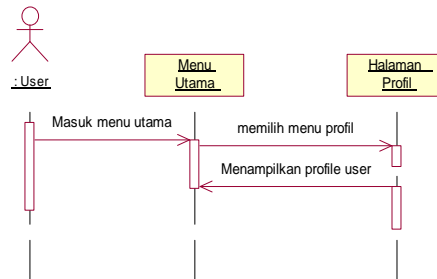 : User
Menu
Utama
Halaman
Profil
Masuk menu utama
memilih menu profil
Menampilkan profile user